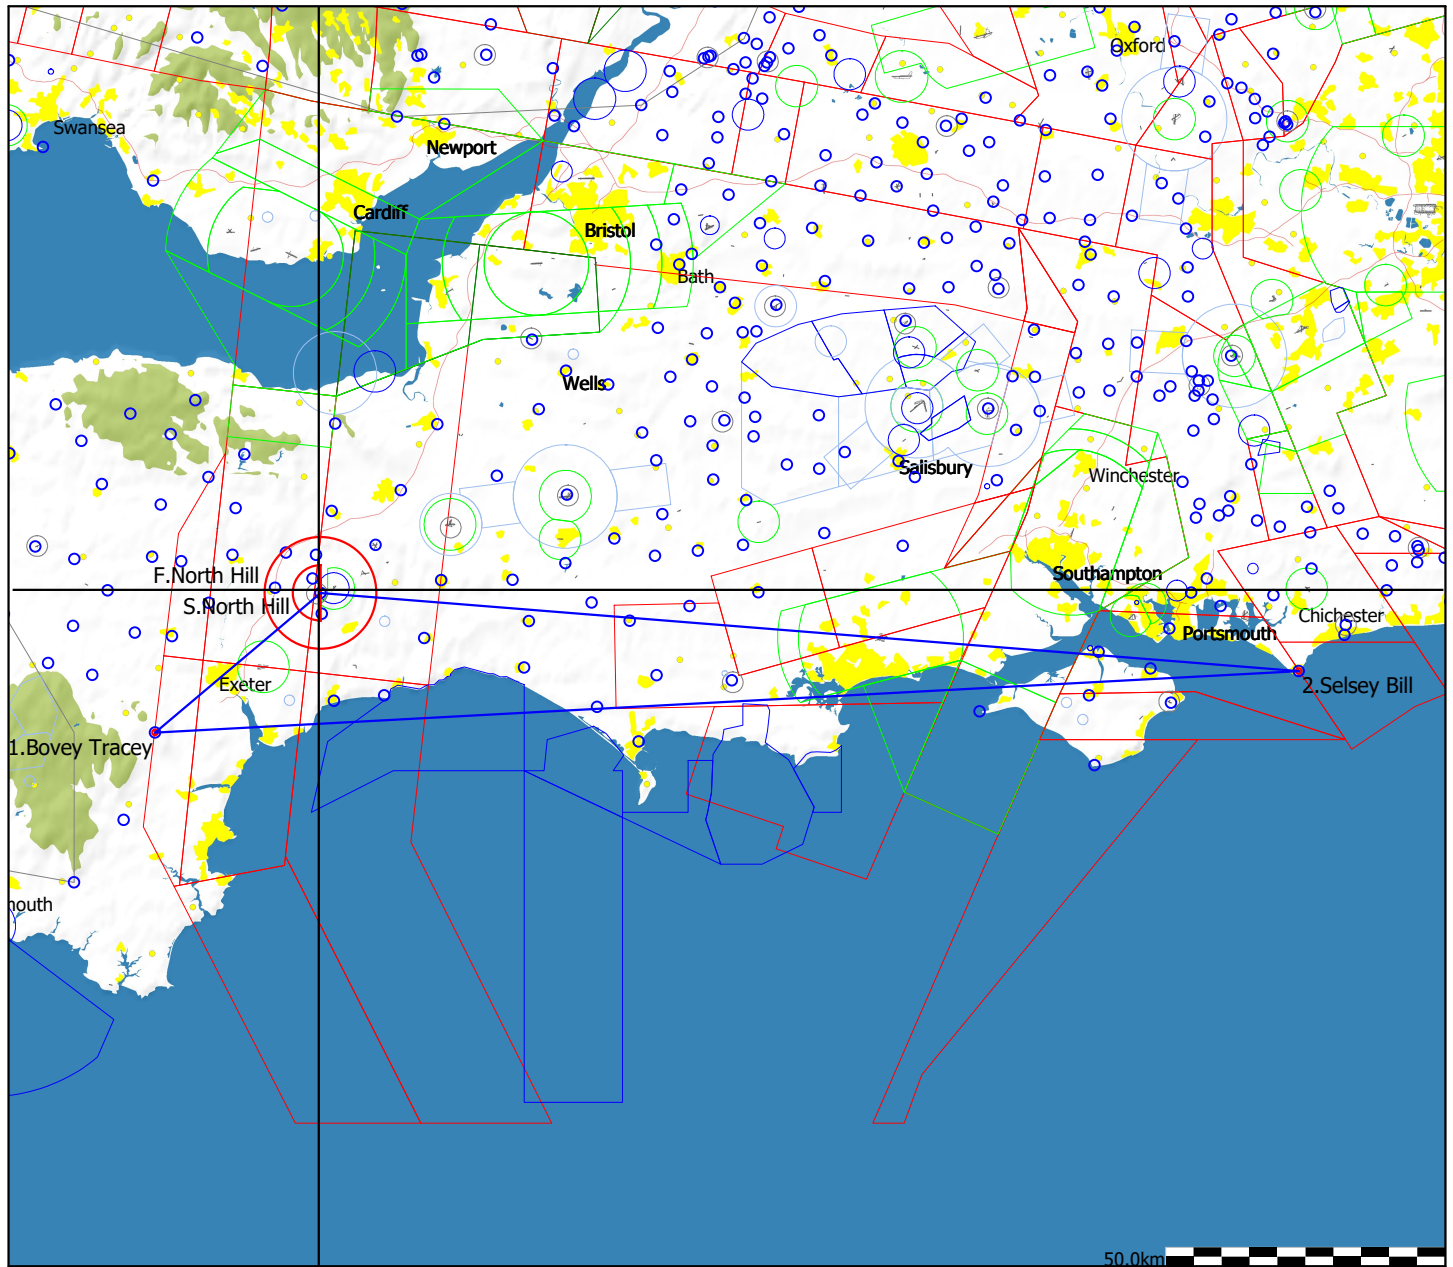 Oxford
Swansea
Newport
Cardiff
Bristol
Bath
Wells
Salisbury
Winchester
F.North Hill
Southampton
S.North Hill
Chichester
Portsmouth
Exeter
2.Selsey Bill
1.Bovey Tracey
mouth
50.0km